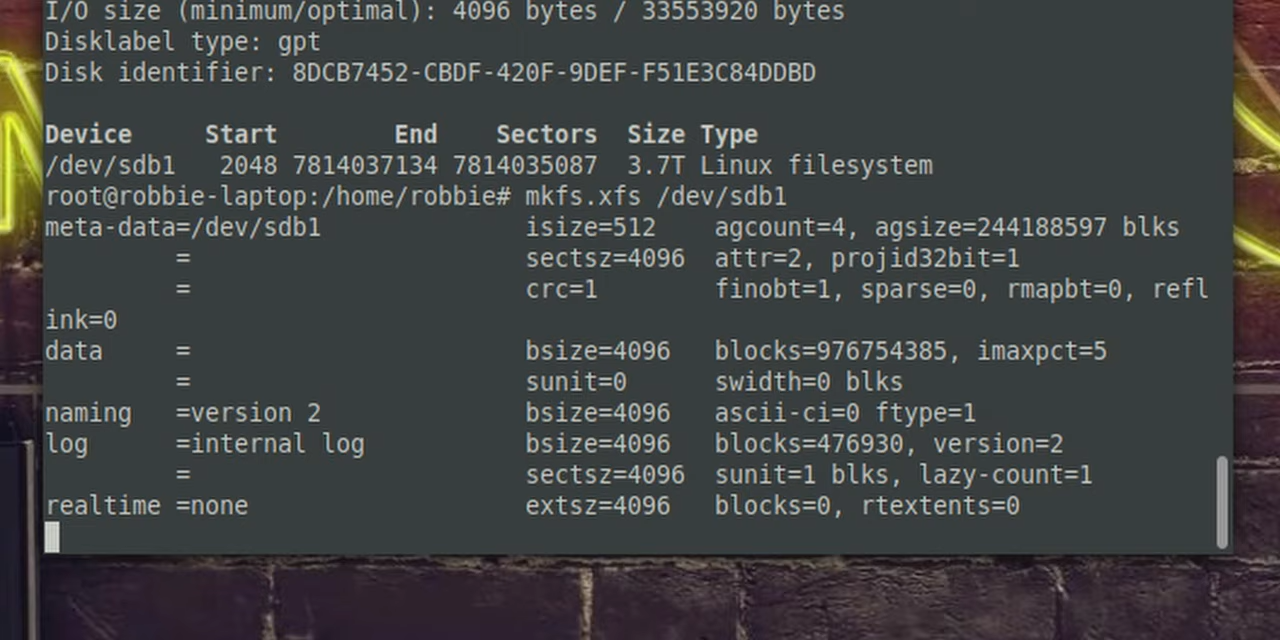 I/O size (minimum/optimal): 4096 bytes / 33553920 bytes
Disklabel type: gpt
Disk identifier: 8DCB7452-CBDF-420F-9DEF-F51E3C84DDBD
Device     Start        End    Sectors  Size Type
/dev/sdb1   2048 7814037134 7814035087  3.7T Linux filesystem
root@robbie-laptop:/home/robbie# mkfs.xfs /dev/sdb1
meta-data=/dev/sdb1              isize=512    agcount=4, agsize=244188597 blks
         =                       sectsz=4096  attr=2, projid32bit=1
         =                       crc=1        finobt=1, sparse=0, rmapbt=0, refl
ink=0
data     =                       bsize=4096   blocks=976754385, imaxpct=5
         =                       sunit=0      swidth=0 blks
naming   =version 2              bsize=4096   ascii-ci=0 ftype=1
log      =internal log           bsize=4096   blocks=476930, version=2
         =                       sectsz=4096  sunit=1 blks, lazy-count=1
realtime =none                   extsz=4096   blocks=0, rtextents=0